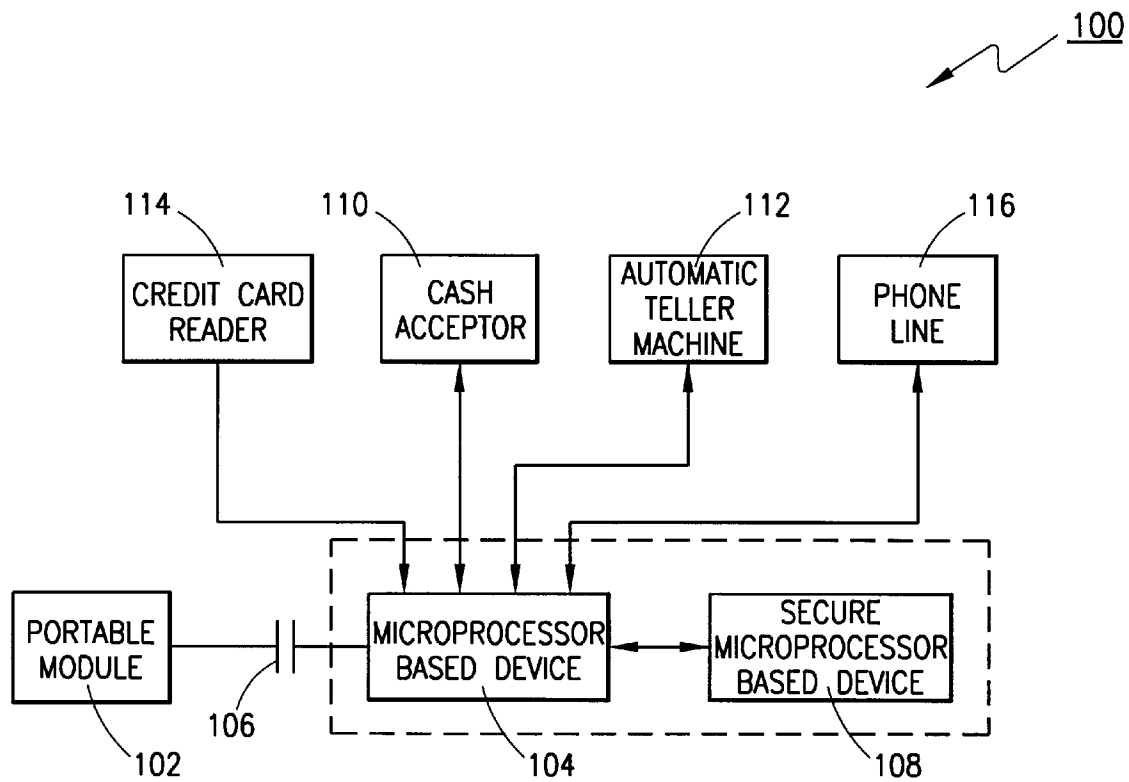 100
114
110
112
116
CREDIT CARD
READER
CASH
ACCEPTOR
AUTOMATIC
TELLER
MACHINE
PHONE
LINE
PORTABLE
MODULE
MICROPROCESSOR
BASED DEVICE
SECURE
MICROPROCESSOR
BASED DEVICE
106
102
104
108